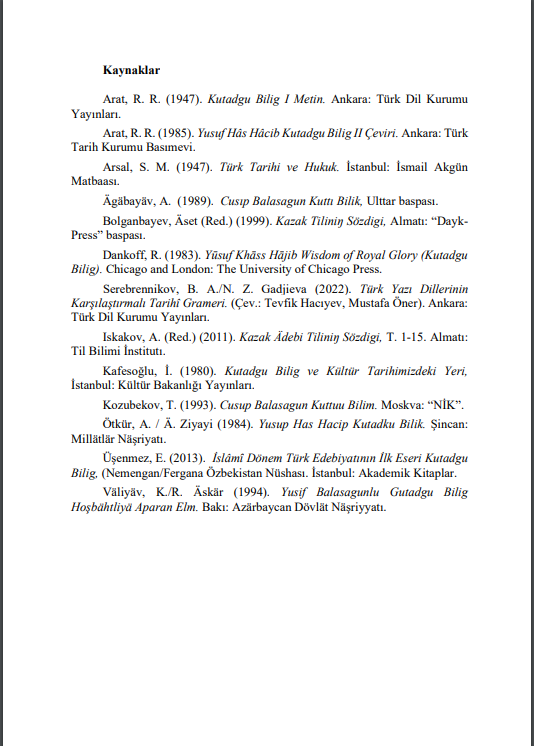 Kaynaklar
Arat, R. R. (1947). Kutadgu Bilig I Metin. Ankara: Türk Dil Kurumu
Yayınları.
Arat, R. R. (1985). Yusuf Hâs Hâcib Kutadgu Bilig II Çeviri. Ankara: Türk
Tarih Kurumu Basımevi.
Arsal, S. M. (1947). Türk Tarihi ve Hukuk. İstanbul: İsmail Akgün
Matbaası.
Ägäbayäv, A. (1989). Cusıp Balasagun Kuttı Bilik, Ulttar baspası.
Bolganbayev, Äset (Red.) (1999). Kazak Tiliniŋ Sözdigi, Almatı: “Dayk-
Press” baspası.
Dankoff, R. (1983). Yūsuf Khāss Hājib Wisdom of Royal Glory (Kutadgu
Bilig). Chicago and London: The University of Chicago Press.
Serebrennikov, B. A./N. Z. Gadjieva (2022). Türk Yazı Dillerinin
Karşılaştırmalı Tarihî Grameri. (Çev.: Tevfik Hacıyev, Mustafa Öner). Ankara:
Türk Dil Kurumu Yayınları.
Iskakov, A. (Red.) (2011). Kazak Ädebi Tiliniŋ Sözdigi, T. 1-15. Almatı:
Til Bilimi İnstitutı.
Kafesoğlu, İ. (1980). Kutadgu Bilig ve Kültür Tarihimizdeki Yeri,
İstanbul: Kültür Bakanlığı Yayınları.
Kozubekov, T. (1993). Cusup Balasagun Kuttuu Bilim. Moskva: “NİK”.
Ötkür, A. / Ä. Ziyayi (1984). Yusup Has Hacip Kutadku Bilik. Şincan:
Millätlär Näşriyatı.
Üşenmez, E. (2013). İslâmî Dönem Türk Edebiyatının İlk Eseri Kutadgu
Bilig, (Nemengan/Fergana Özbekistan Nüshası. İstanbul: Akademik Kitaplar.
Väliyäv, K./R. Äskär (1994). Yusif Balasagunlu Gutadgu Bilig
Hoşbähtliyä Aparan Elm. Bakı: Azärbaycan Dövlät Näşriyyatı.